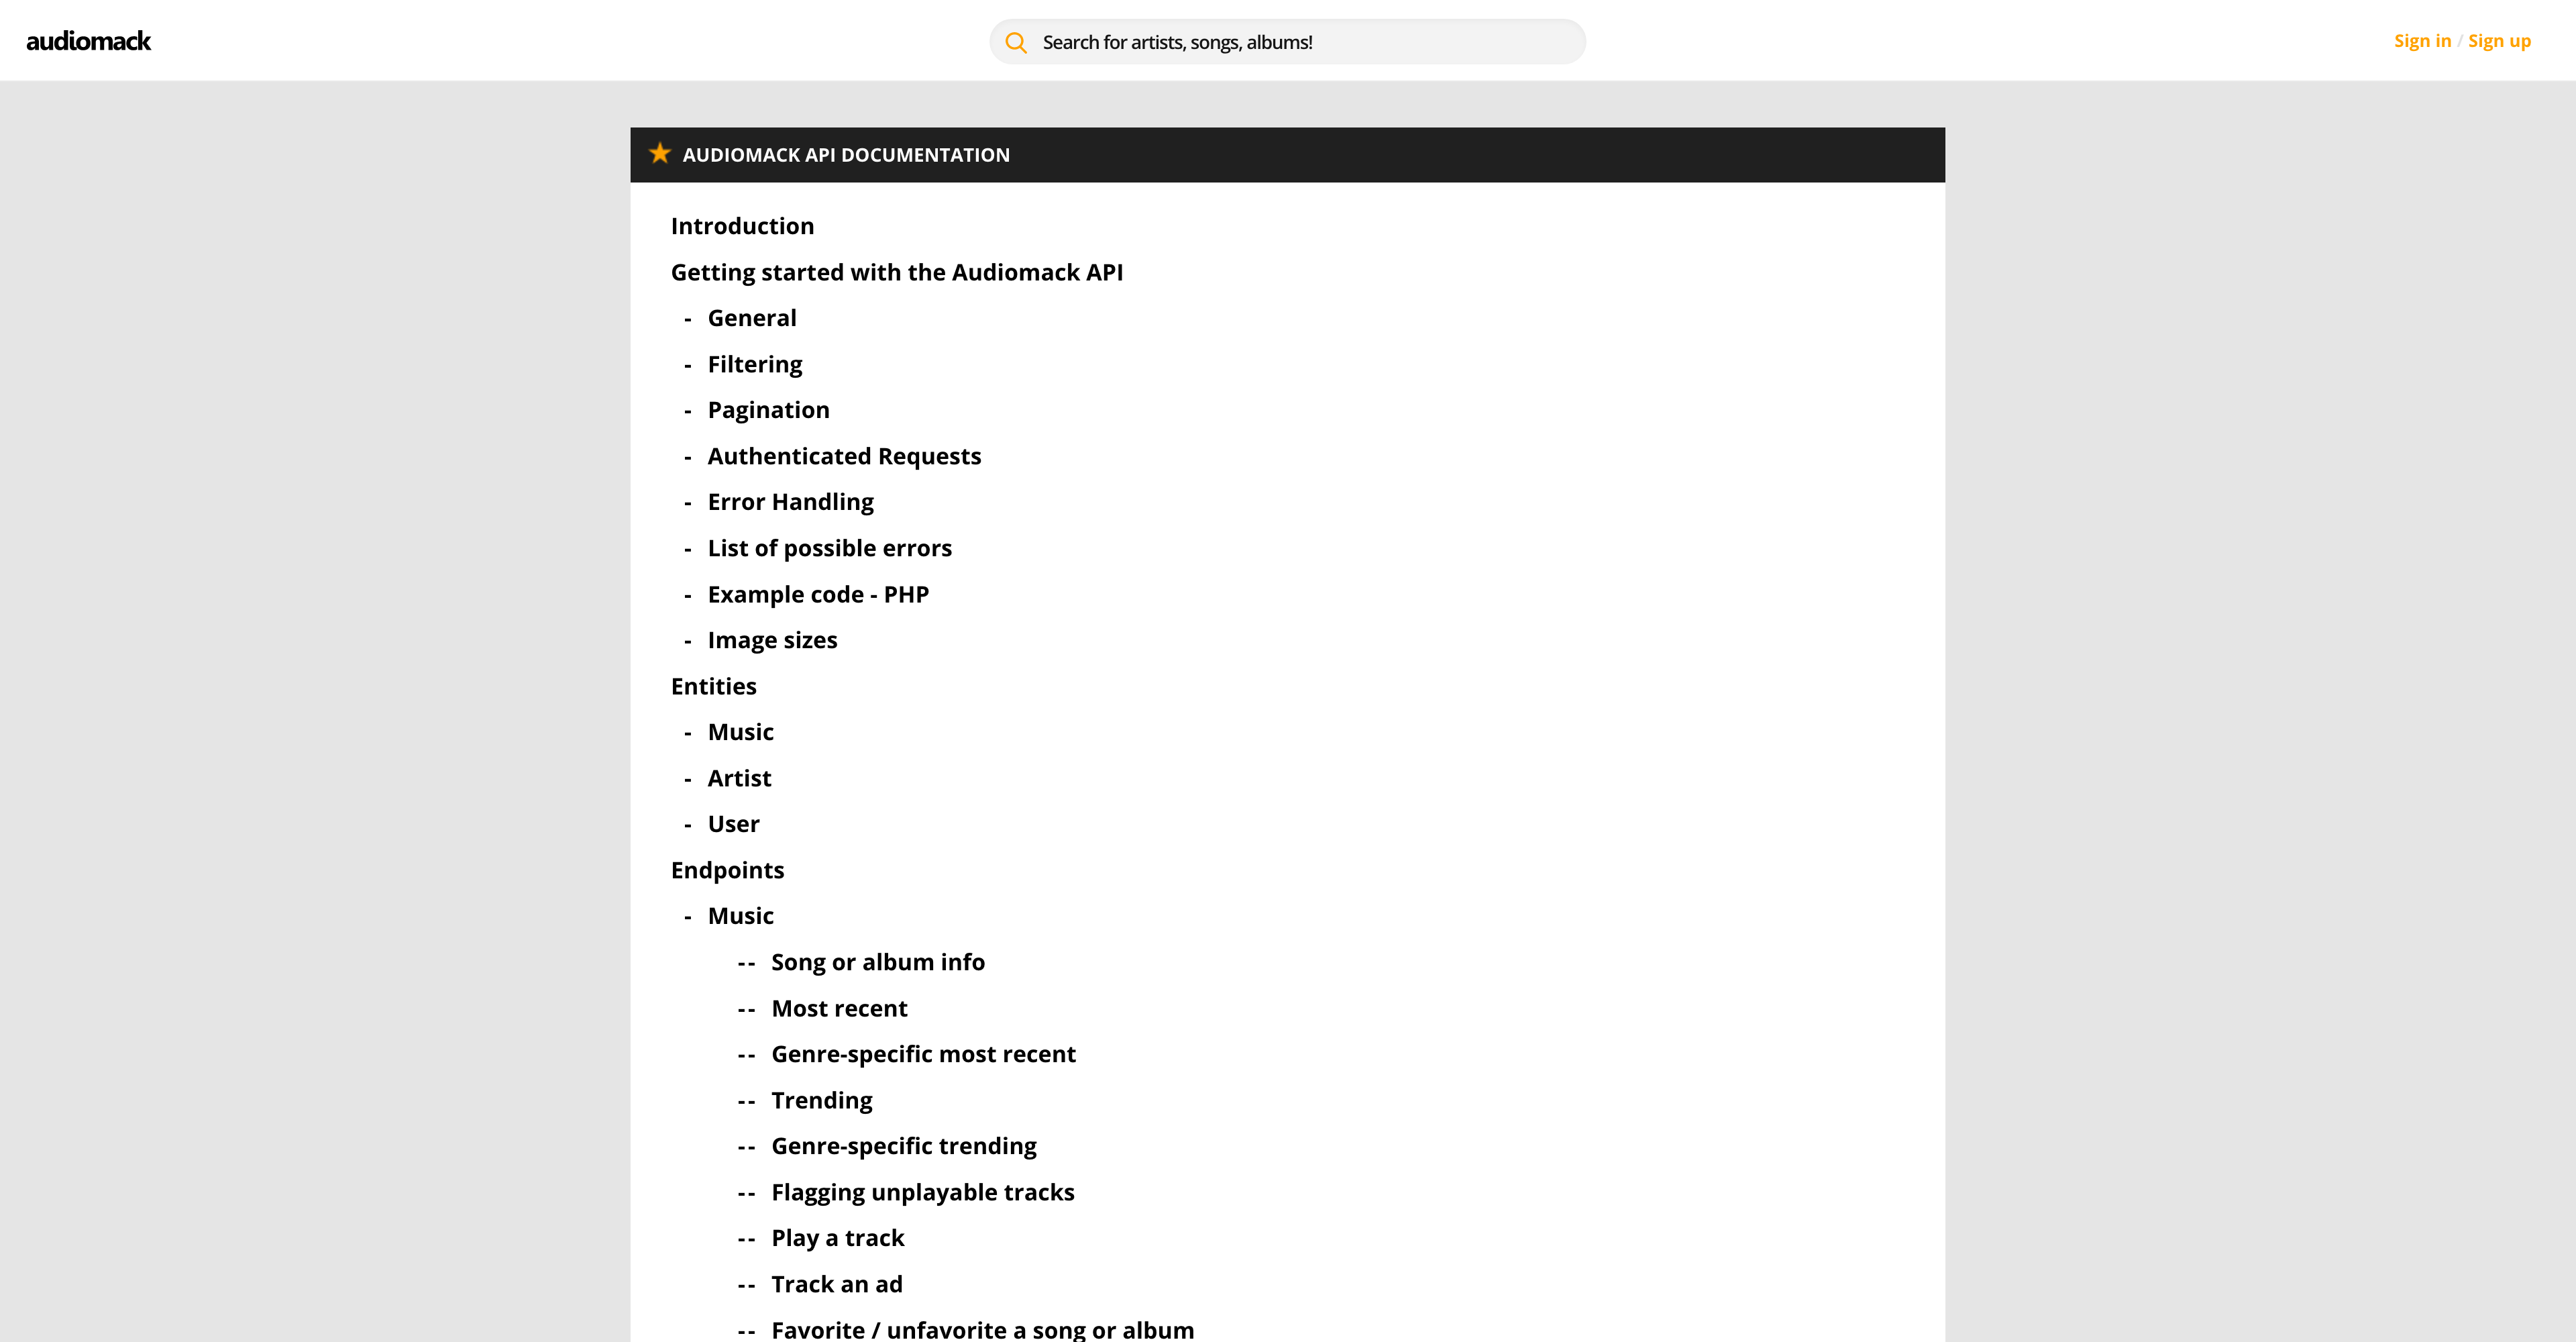 audiomack
Search for artists, songs, albums!
Sign in / Sign up
AUDIOMACK API DOCUMENTATION
Introduction
Getting started with the Audiomack API
- General
- Filtering
- Pagination
- Authenticated Requests
- Error Handling
- List of possible errors
- Example code - PHP
- Image sizes
Entities
- Music
- Artist
- User
Endpoints
- Music
-- Song or album info
-- Most recent
-- Genre-specific most recent
-- Trending
-- Genre-specific trending
-- Flagging unplayable tracks
-- Play a track
-- Track an ad
-- Favorite / unfavorite a song or album